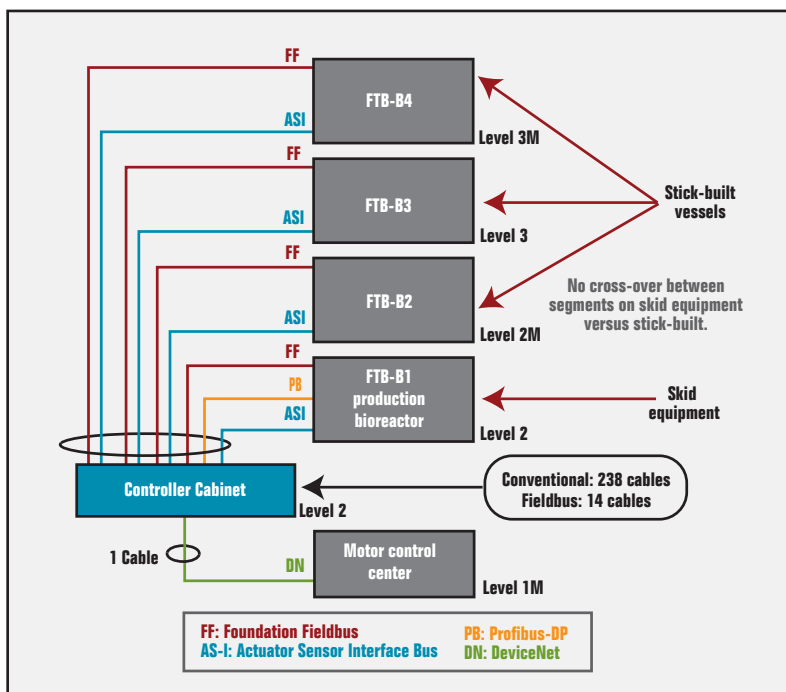 FF
FTB-B4
ASI
Level 3M
FF
FTB-B3
ASI
Level 3
Stick-built
vessels
FF
FTB-B2
ASI
Level 2M
No cross-over between
segments on skid equipment
versus stick-built.
FF
PB
ASI
FTB-B1
production
bioreactor
Level 2
Skid
equipment
Controller Cabinet
Level 2
Conventional: 238 cables
Fieldbus: 14 cables
1 Cable
DN
Motor control
center
Level 1M
FF: Foundation Fieldbus
AS-I: Actuator Sensor Interface Bus
PB: Profibus-DP
DN: DeviceNet